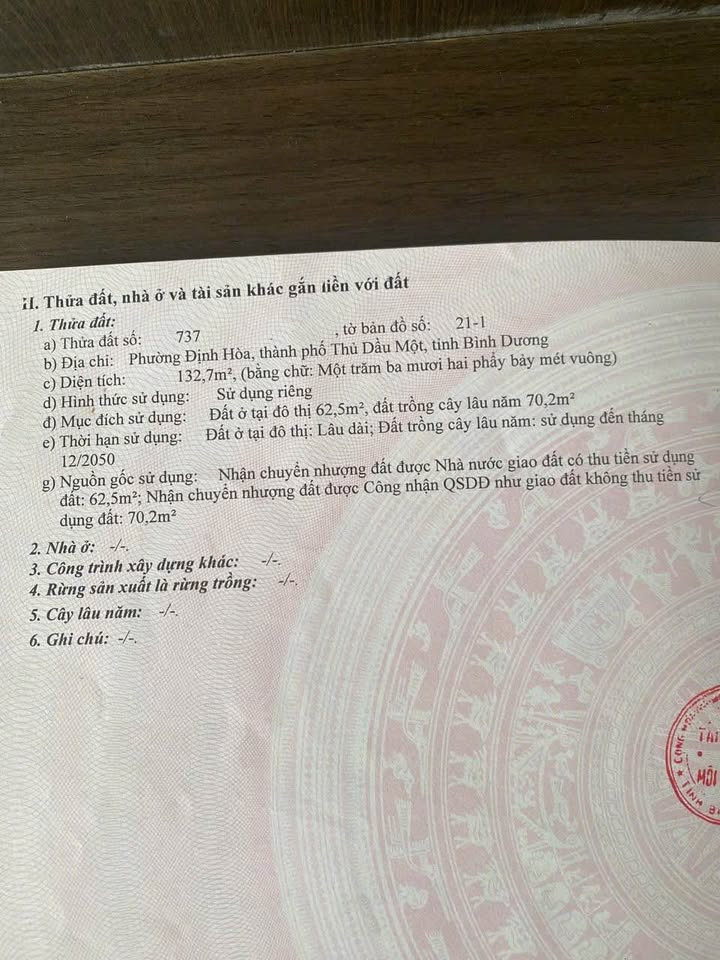 II. Thửa đất, nhà ở và tài sản khác gắn liền với đất
1. Thửa đất:
a) Thửa đất số: 737 , tờ bản đồ số: 21-1
b) Địa chỉ: Phường Định Hòa, thành phố Thủ Dầu Một, tỉnh Bình Dương
c) Diện tích: 132,7m², (bằng chữ: Một trăm ba mươi hai phẩy bảy mét vuông)
d) Hình thức sử dụng: Sử dụng riêng
đ) Mục đích sử dụng: Đất ở tại đô thị 62,5m², đất trồng cây lâu năm 70,2m²
e) Thời hạn sử dụng: Đất ở tại đô thị: Lâu dài; Đất trồng cây lâu năm: sử dụng đến tháng
12/2050
g) Nguồn gốc sử dụng: Nhận chuyển nhượng đất được Nhà nước giao đất có thu tiền sử dụng
đất: 62,5m²; Nhận chuyển nhượng đất được Công nhận QSDĐ như giao đất không thu tiền sử
dụng đất: 70,2m²
2. Nhà ở: -/-.
3. Công trình xây dựng khác: -/-.
4. Rừng sản xuất là rừng trồng: -/-.
5. Cây lâu năm: -/-.
6. Ghi chú: -/-.
CỘNG
TÀI
MÔI
TỈNH